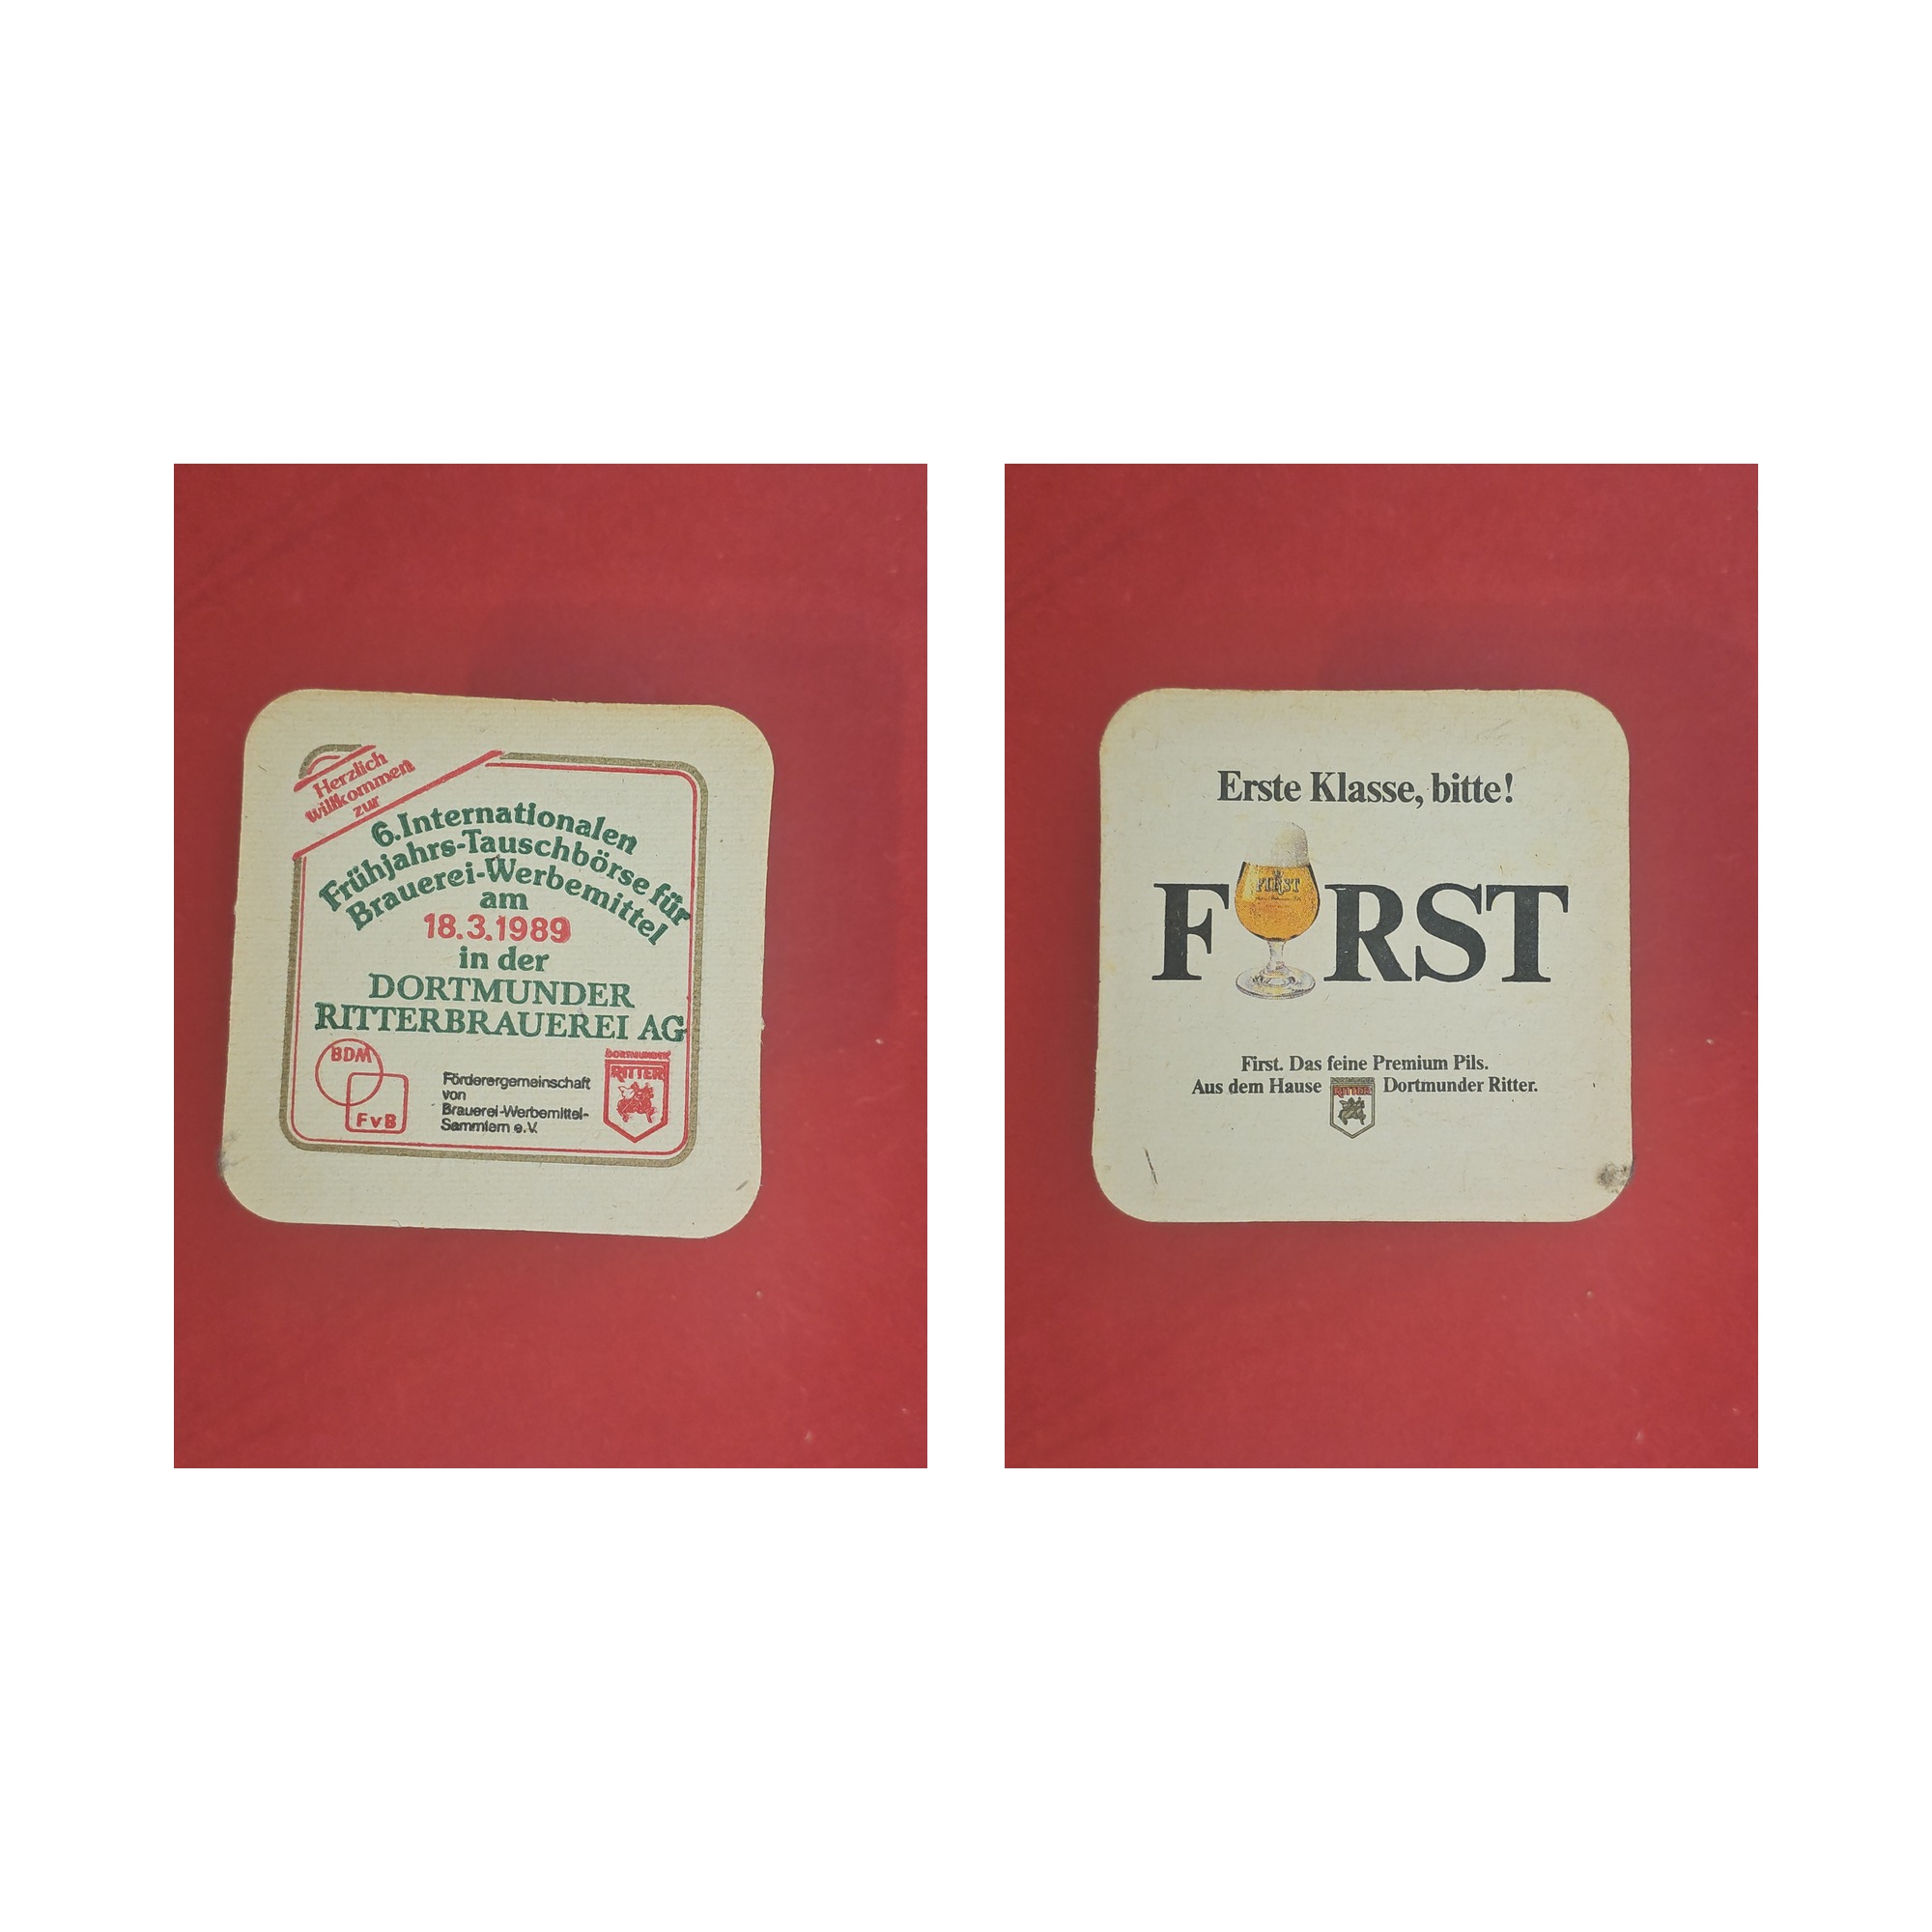 Herzlich
willkommen
zur
6. Internationalen
Frühjahrs-Tauschbörse für
Brauerei-Werbemittel
am
18.3.1989
in der
DORTMUNDER
RITTERBRAUEREI AG
BDM
FvB
Förderergemeinschaft
von
Brauerei-Werbemittel-
Sammlern e.V.
DORTMUNDER
RITTER
Erste Klasse, bitte!
FIRST
F RST
First. Das feine Premium Pils.
Aus dem Hause RITTER Dortmunder Ritter.